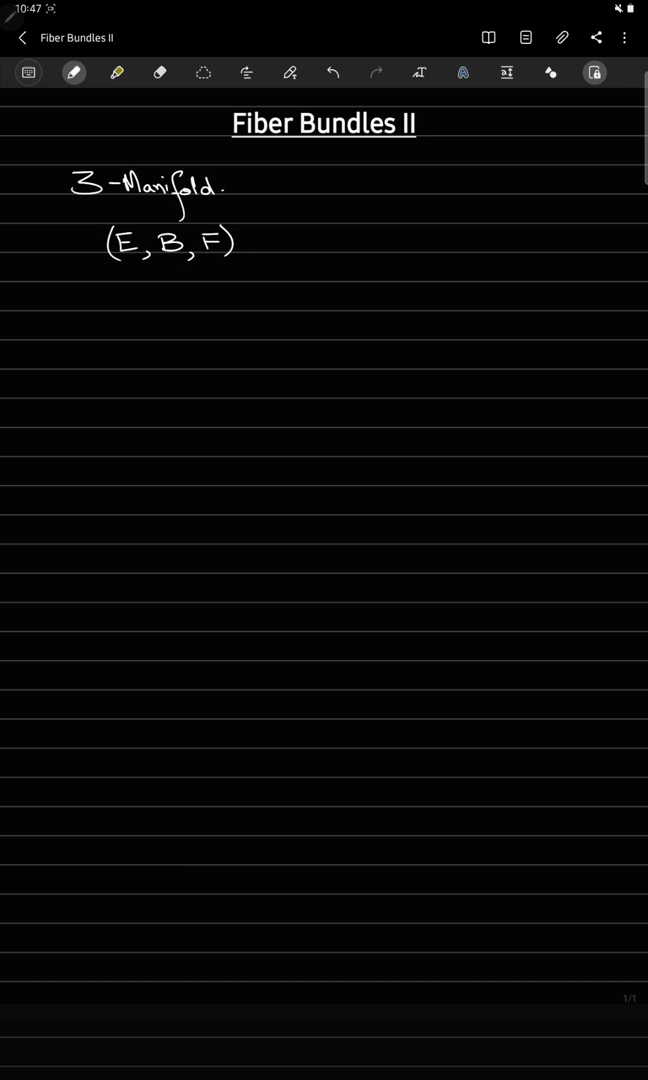 10:47
Fiber Bundles II
Fiber Bundles II
3-Manifold.
(E, B, F)
1/1